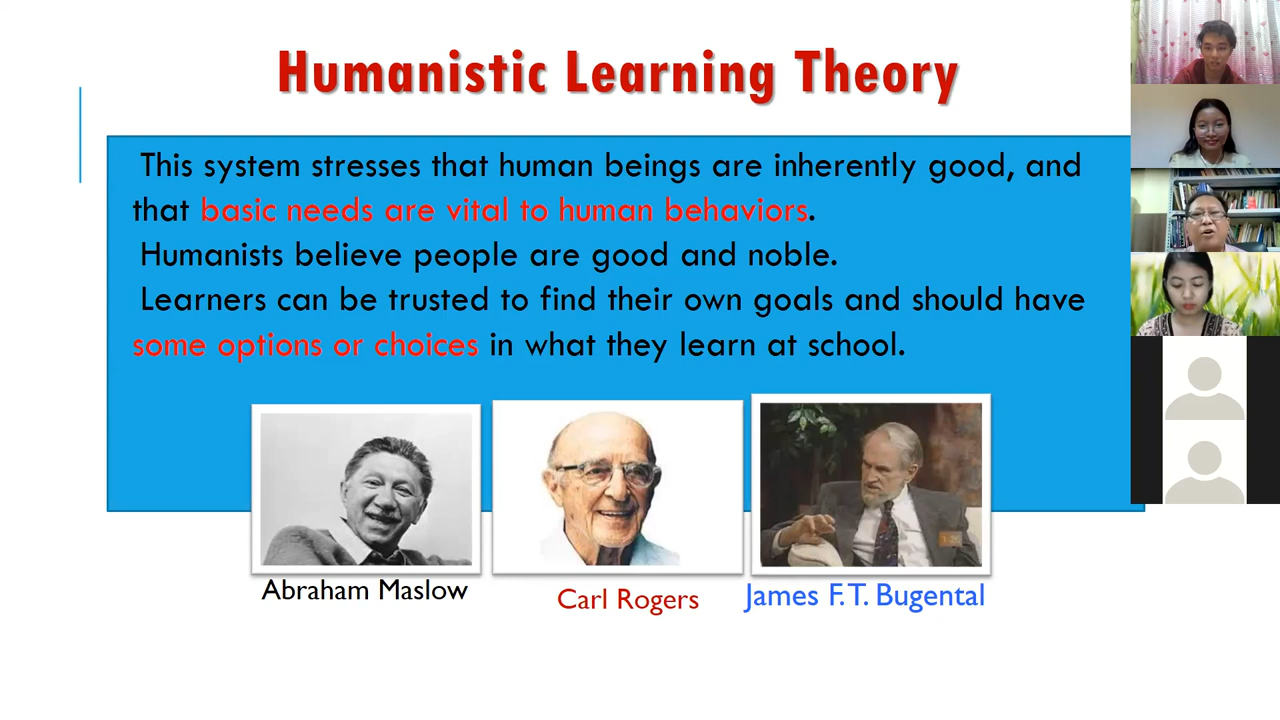 Humanistic Learning Theory
This system stresses that human beings are inherently good, and
that basic needs are vital to human behaviors.
Humanists believe people are good and noble.
Learners can be trusted to find their own goals and should have
some options or choices in what they learn at school.
Abraham Maslow
Carl Rogers
James F.T. Bugental